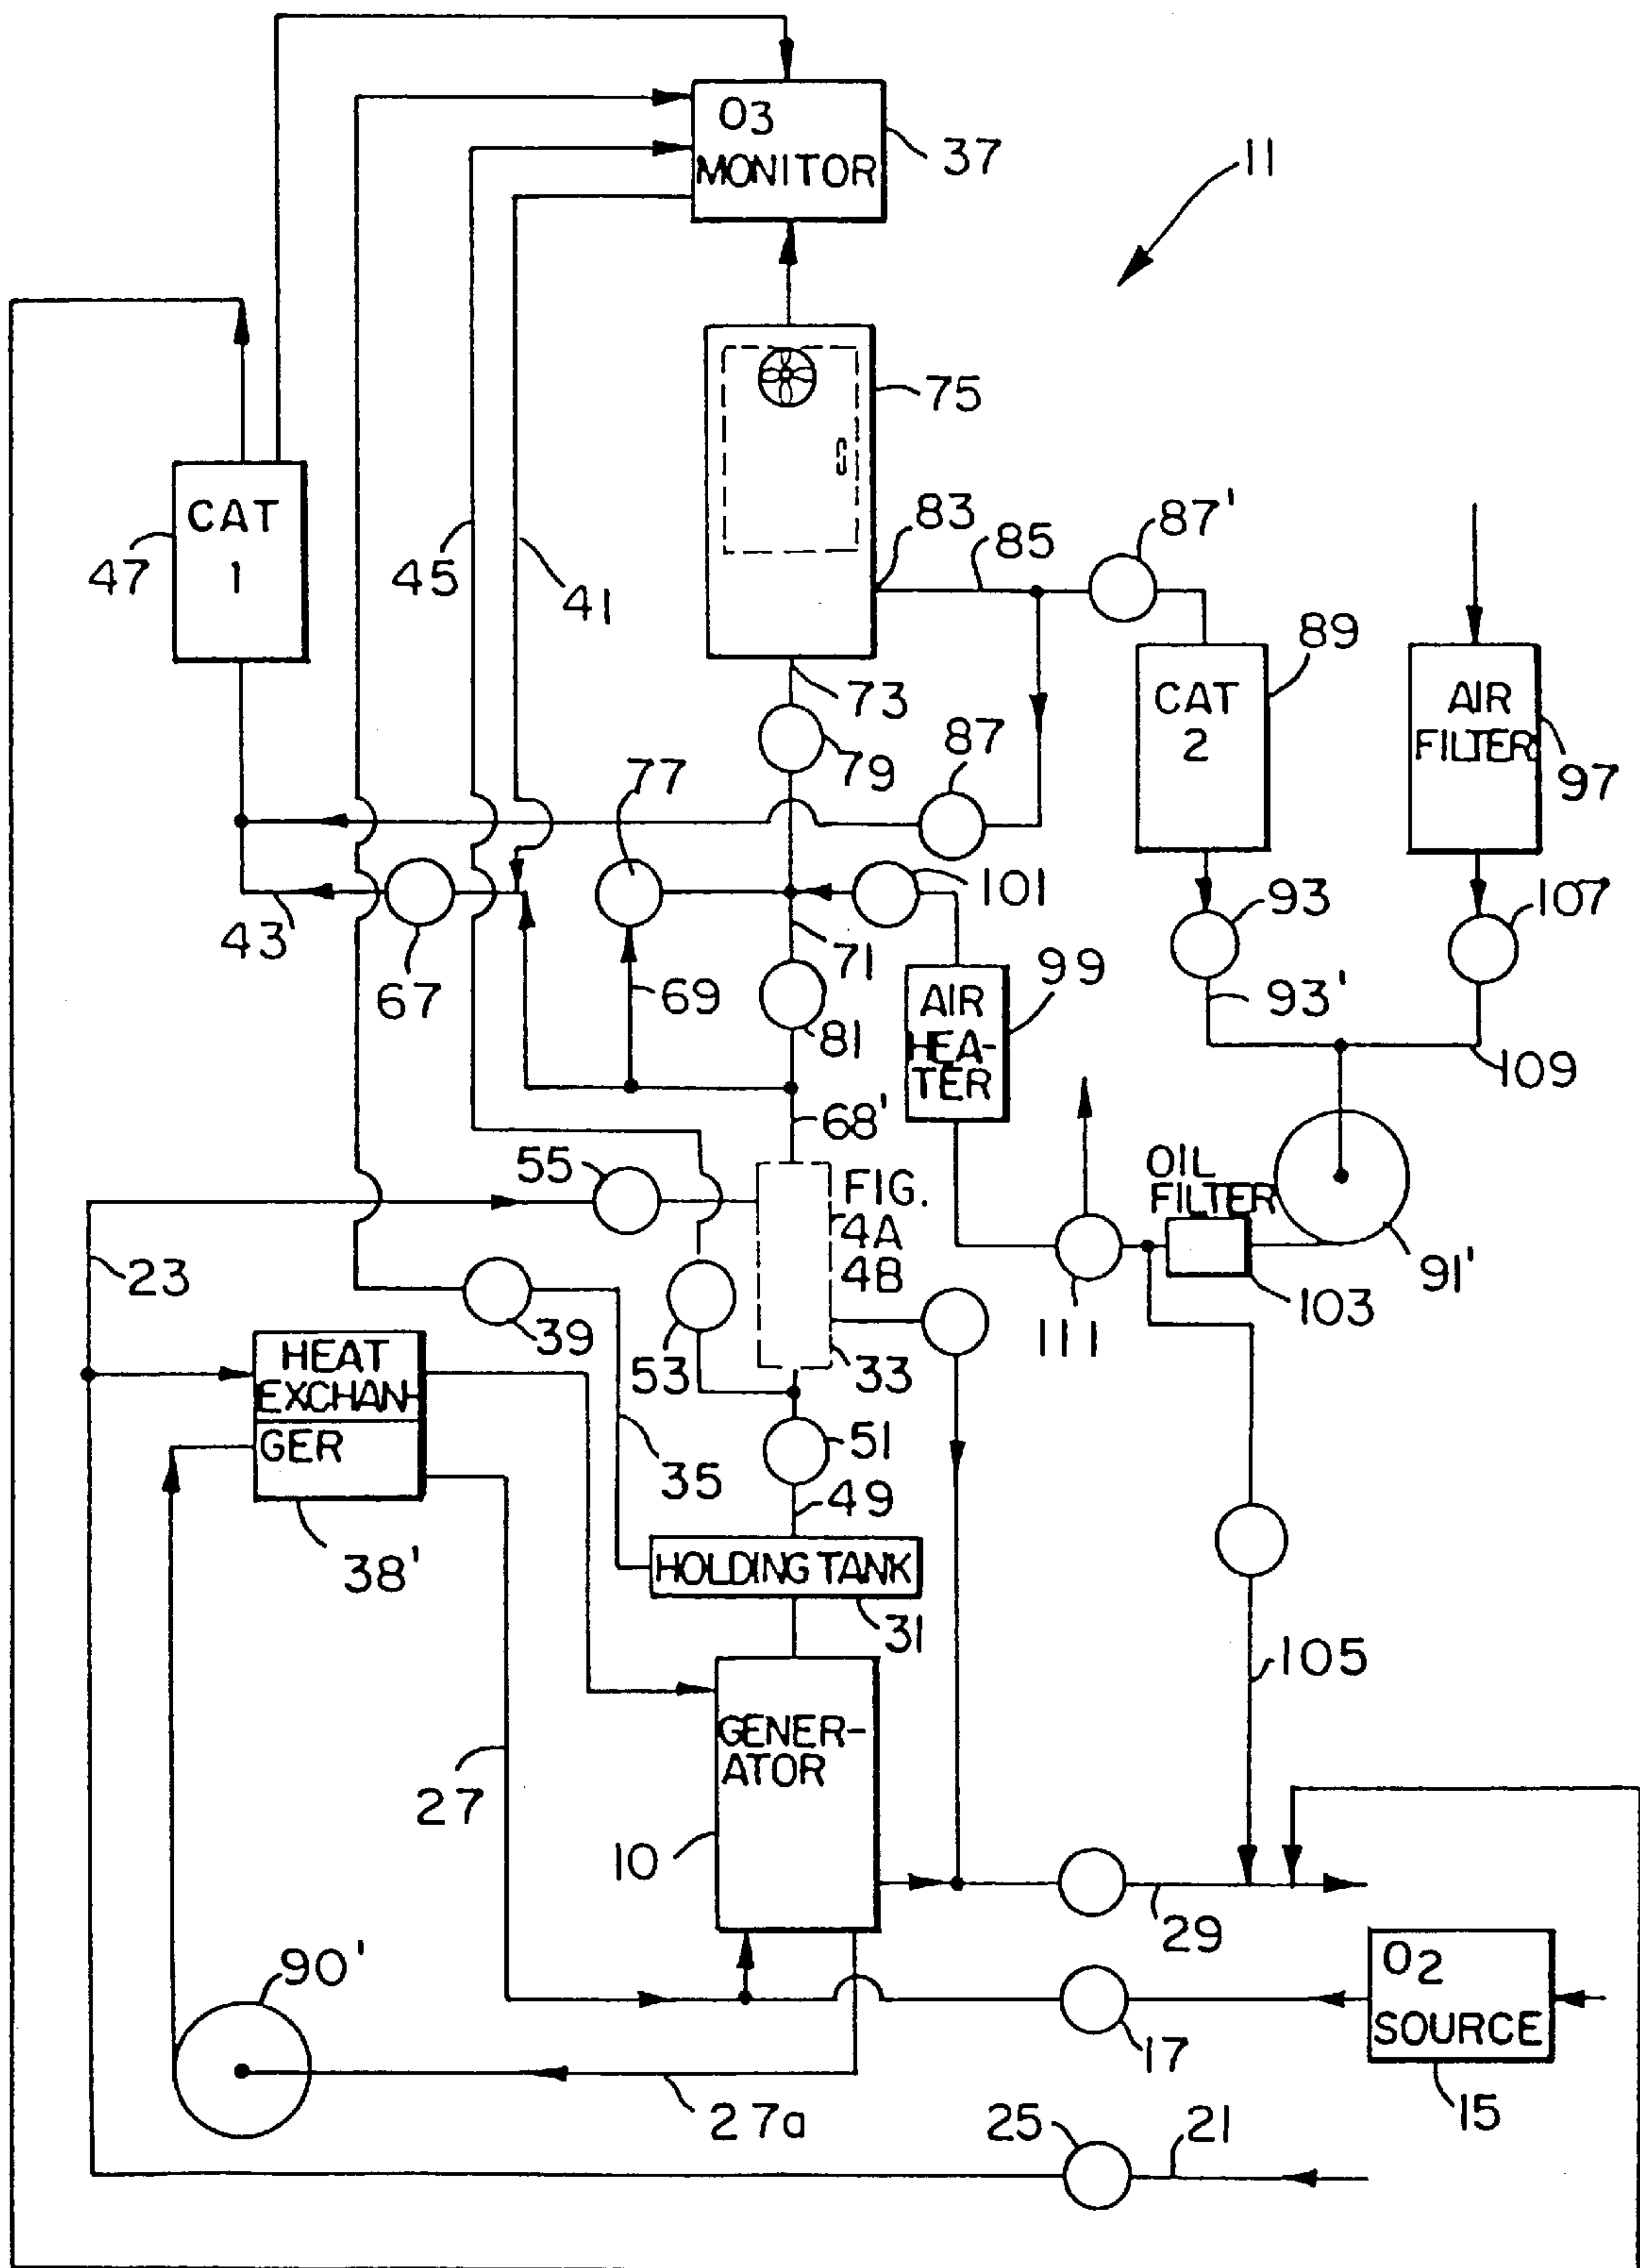 O3
MONITOR
37
11
75
83
87'
85
CAT
1
47
45
41
89
73
CAT
2
AIR
FILTER
97
87
79
77
101
93
107
43
71
99
67
69
81
AIR
HEA-
TER
93'
109
68'
55
FIG.
4A
4B
OIL
FILTER
23
91'
103
39
111
53
33
HEAT
EXCHAN-
GER
51
35
49
38'
HOLDING TANK
31
105
GENER-
ATOR
27
10
29
O2
SOURCE
90'
17
15
27a
25
21